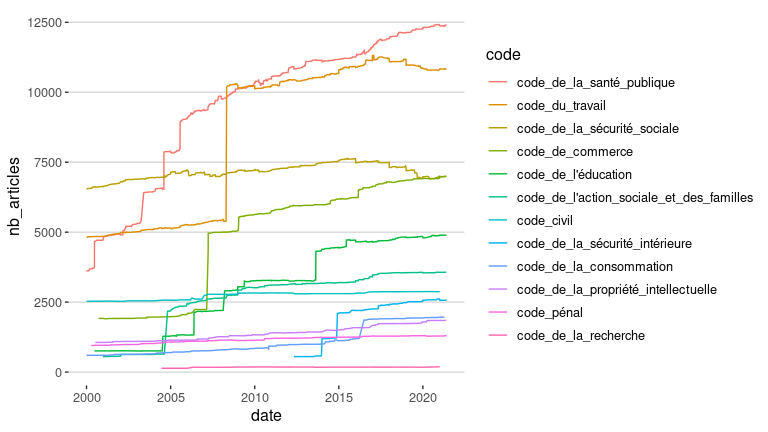 12500
10000
7500
5000
2500
0
nb_articles
2000
2005
2010
2015
2020
date
code
code_de_la_santé_publique
code_du_travail
code_de_la_sécurité_sociale
code_de_commerce
code_de_l'éducation
code_de_l'action_sociale_et_des_familles
code_civil
code_de_la_sécurité_intérieure
code_de_la_consommation
code_de_la_propriété_intellectuelle
code_pénal
code_de_la_recherche